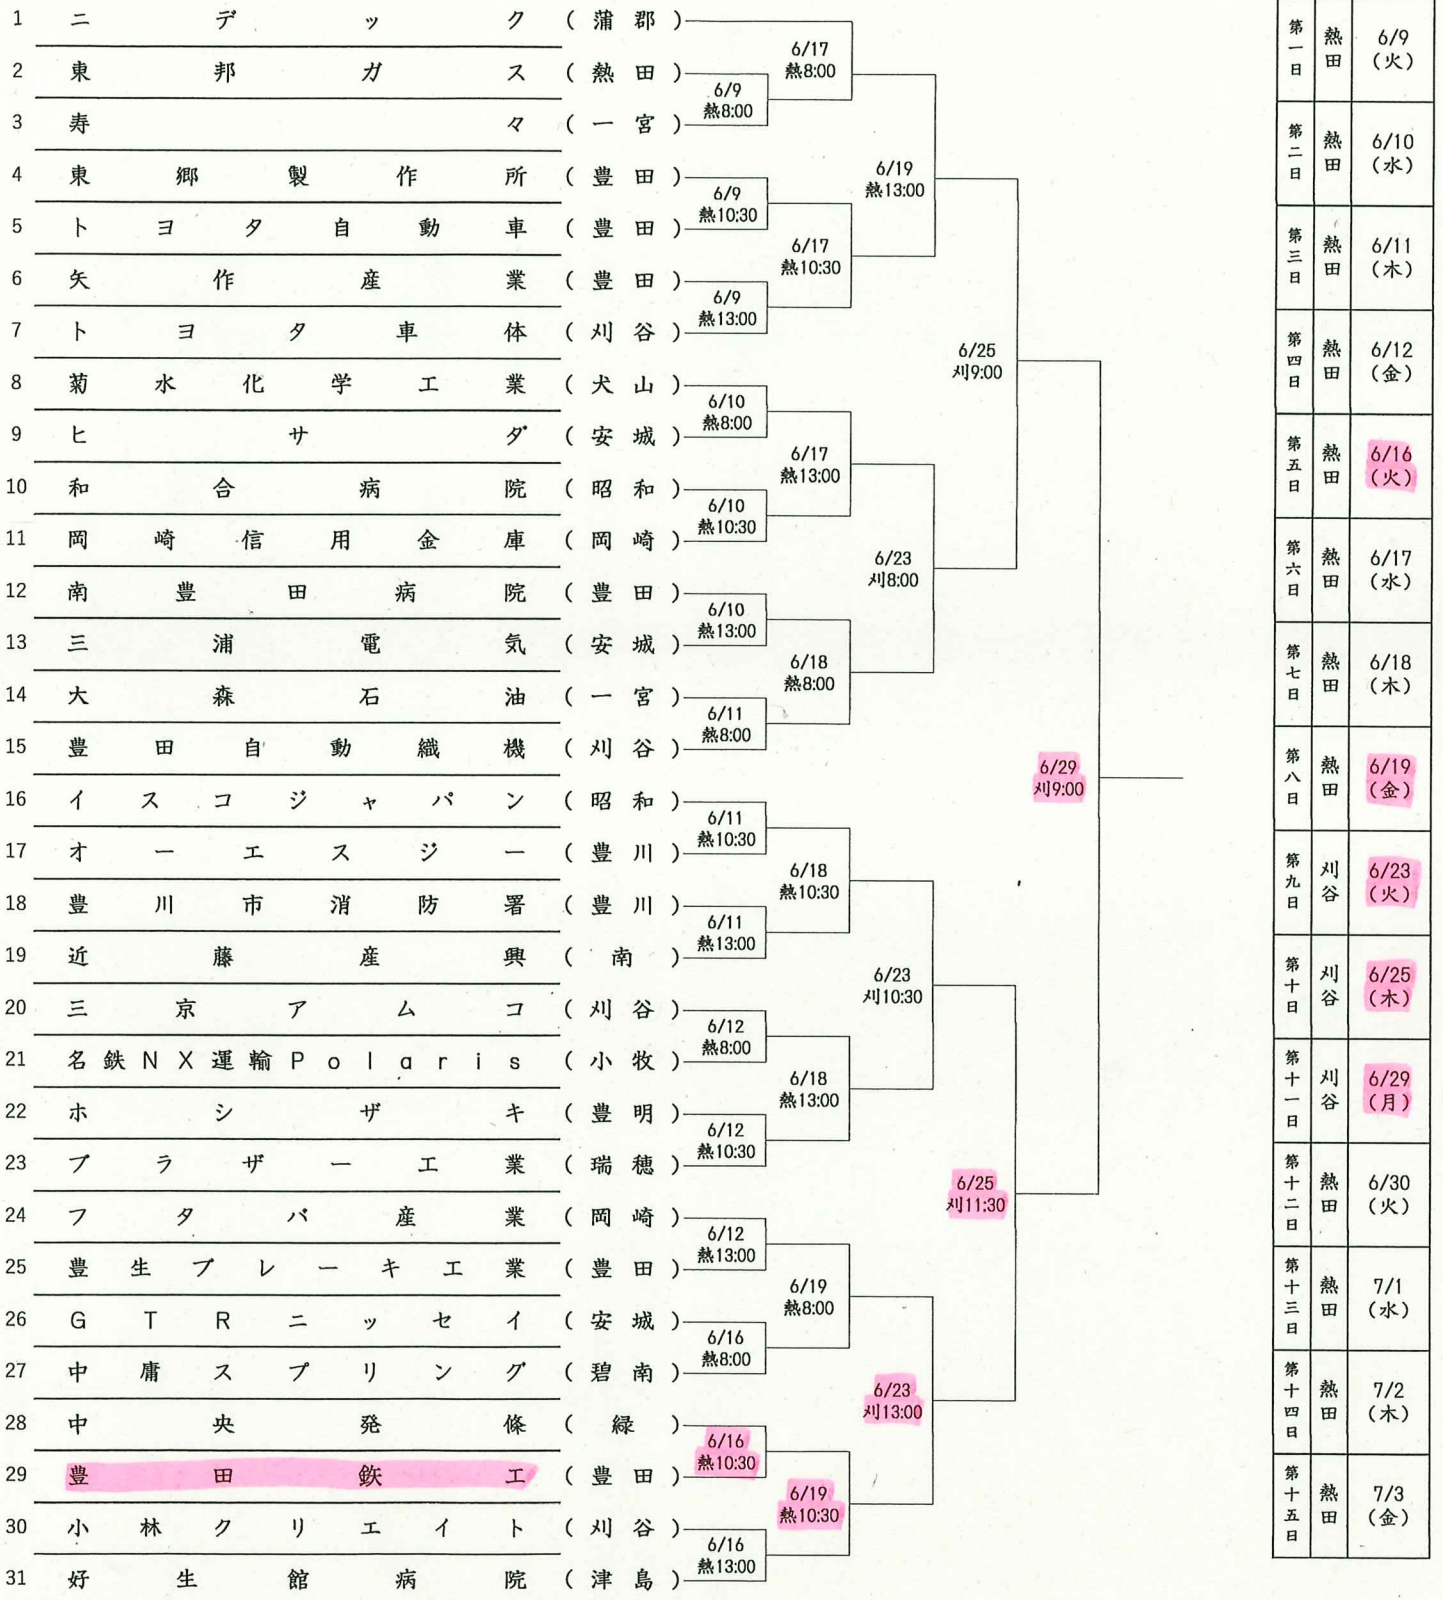 1 ニデック (蒲郡)
2 東邦ガス (熱田)
3 寿々 (一宮)
4 東郷製作所 (豊田)
5 トヨタ自動車 (豊田)
6 矢作産業 (豊田)
7 トヨタ車体 (刈谷)
8 菊水化学工業 (犬山)
9 ヒサダ (安城)
10 和合病院 (昭和)
11 岡崎信用金庫 (岡崎)
12 南豊田病院 (豊田)
13 三浦電気 (安城)
14 大森石油 (一宮)
15 豊田自動織機 (刈谷)
16 イスコジャパン (昭和)
17 オーエスジー (豊川)
18 豊川市消防署 (豊川)
19 近藤産興 (南)
20 三京アムコ (刈谷)
21 名鉄NX運輸Polaris (小牧)
22 ホシザキ (豊明)
23 ブラザー工業 (瑞穂)
24 フタバ産業 (岡崎)
25 豊生ブレーキ工業 (豊田)
26 GTRニッセイ (安城)
27 中庸スプリング (碧南)
28 中央発條 (緑)
29 豊田鉃工 (豊田)
30 小林クリエイト (刈谷)
31 好生館病院 (津島)
6/9
熱8:00
6/9
熱10:30
6/9
熱13:00
6/10
熱8:00
6/10
熱10:30
6/10
熱13:00
6/11
熱8:00
6/11
熱10:30
6/11
熱13:00
6/12
熱8:00
6/12
熱10:30
6/12
熱13:00
6/16
熱8:00
6/16
熱10:30
6/16
熱13:00
6/17
熱8:00
6/17
熱10:30
6/17
熱13:00
6/18
熱8:00
6/18
熱10:30
6/18
熱13:00
6/19
熱8:00
6/19
熱10:30
6/19
熱13:00
6/23
刈8:00
6/23
刈10:30
6/23
刈13:00
6/25
刈9:00
6/25
刈11:30
6/29
刈9:00
第一日 熱田 6/9 (火)
第二日 熱田 6/10 (水)
第三日 熱田 6/11 (木)
第四日 熱田 6/12 (金)
第五日 熱田 6/16 (火)
第六日 熱田 6/17 (水)
第七日 熱田 6/18 (木)
第八日 熱田 6/19 (金)
第九日 刈谷 6/23 (火)
第十日 刈谷 6/25 (木)
第十一日 刈谷 6/29 (月)
第十二日 熱田 6/30 (火)
第十三日 熱田 7/1 (水)
第十四日 熱田 7/2 (木)
第十五日 熱田 7/3 (金)